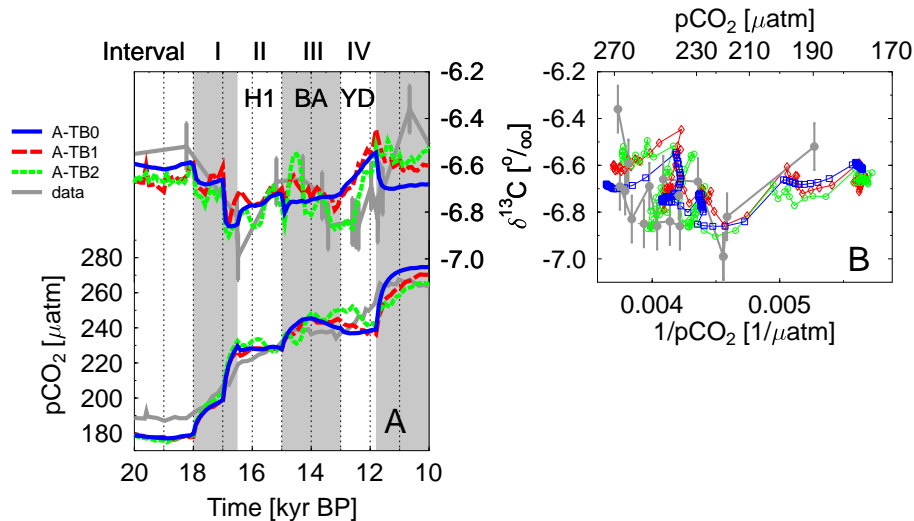 Interval I II III IV
H1 BA YD
A-TB0
A-TB1
A-TB2
data
-6.2
-6.4
-6.6
-6.8
-7.0
δ¹³C [⁰/₀₀]
280
260
240
220
200
180
pCO₂ [μatm]
A
20 18 16 14 12 10
Time [kyr BP]
pCO₂ [μatm]
270 230 210 190 170
-6.2
-6.4
-6.6
-6.8
-7.0
B
0.004 0.005
1/pCO₂ [1/μatm]